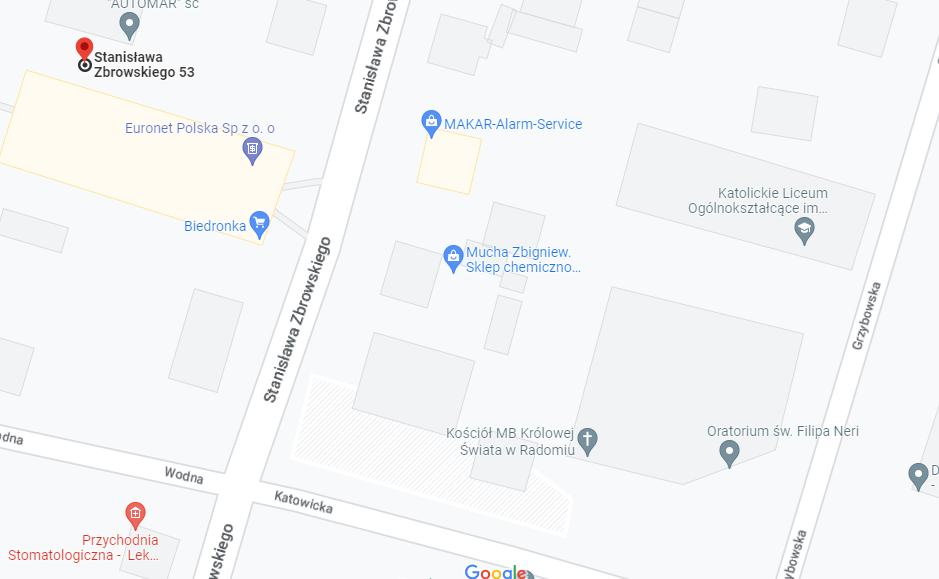 "AUTOMAR" sc
Stanisława
Zbrowskiego 53
Stanisława Zbrowskiego
Euronet Polska Sp z o. o
MAKAR-Alarm-Service
Katolickie Liceum
Ogólnokształcące im...
Biedronka
Mucha Zbigniew.
Sklep chemiczno...
Stanisława Zbrowskiego
Grzybowska
Kościół MB Królowej
Świata w Radomiu
Oratorium św. Filipa Neri
odna
Wodna
Katowicka
D
-
Przychodnia
Stomatologiczna - Lek...
wskiego
zybowska
Google